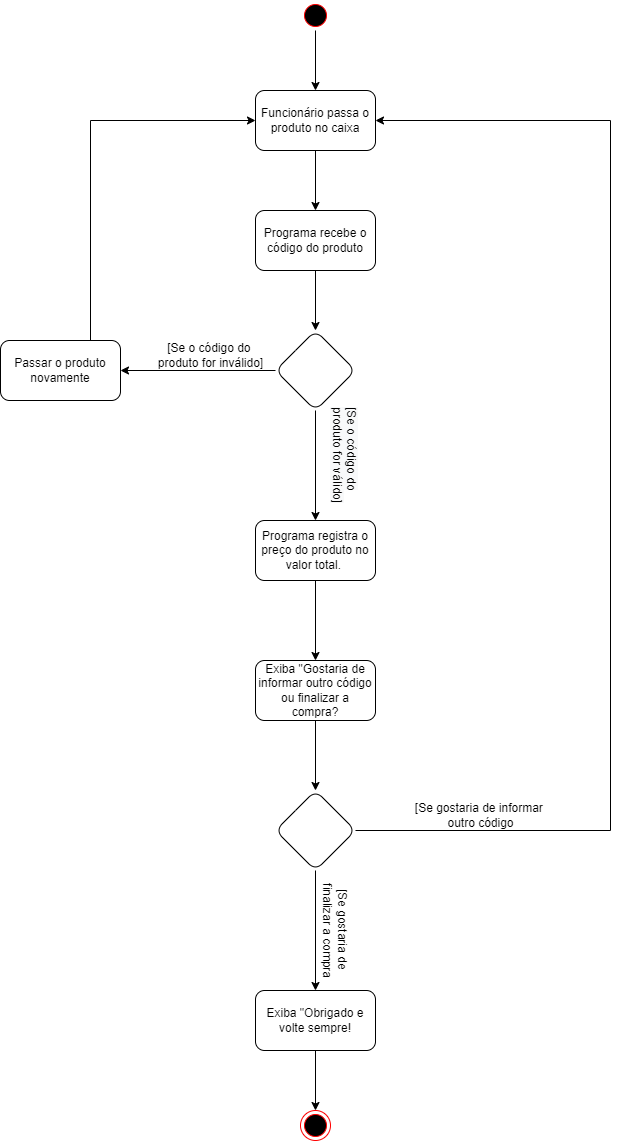 Funcionário passa o
produto no caixa
Programa recebe o
código do produto
[Se o código do
produto for inválido]
Passar o produto
novamente
[Se o código do
produto for válido]
Programa registra o
preço do produto no
valor total.
Exiba "Gostaria de
informar outro código
ou finalizar a
compra?
[Se gostaria de informar
outro código
[Se gostaria de
finalizar a compra
Exiba "Obrigado e
volte sempre!